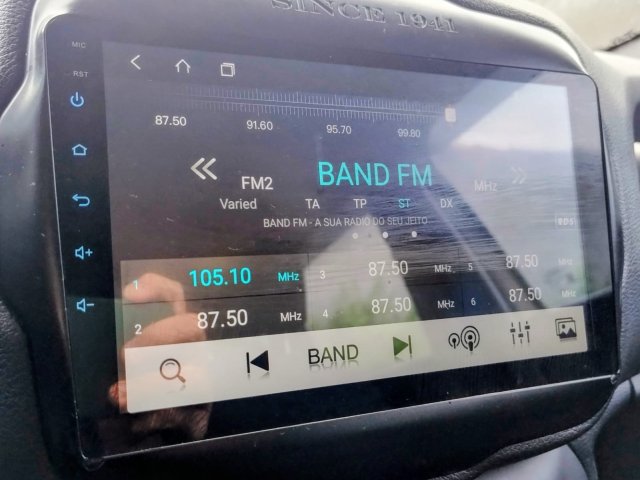 SINCE 1941
MIC
RST
87.50 91.60 95.70 99.80
FM2 BAND FM MHz
Varied TA TP ST DX
BAND FM - A SUA RADIO DO SEU JEITO
RDS
1 105.10 MHz 3 87.50 MHz 5 87.50 MHz
2 87.50 MHz 4 87.50 MHz 6 87.50 MHz
BAND